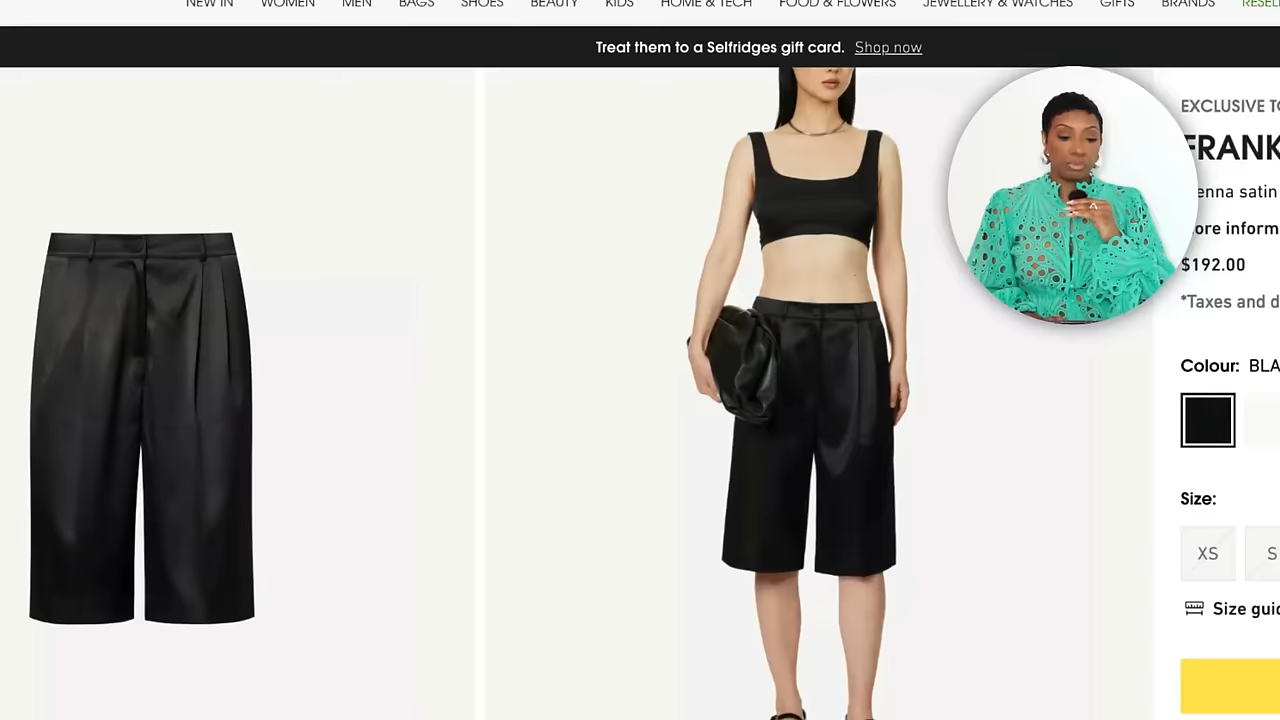 NEW IN WOMEN MEN BAGS SHOES BEAUTY KIDS HOME & TECH FOOD & FLOWERS JEWELLERY & WATCHES GIFTS BRANDS RESEL
Treat them to a Selfridges gift card. Shop now
EXCLUSIVE TO
FRANK
enna satin
ore inform
$192.00
*Taxes and d
Colour: BLA
Size:
XS S
Size guid